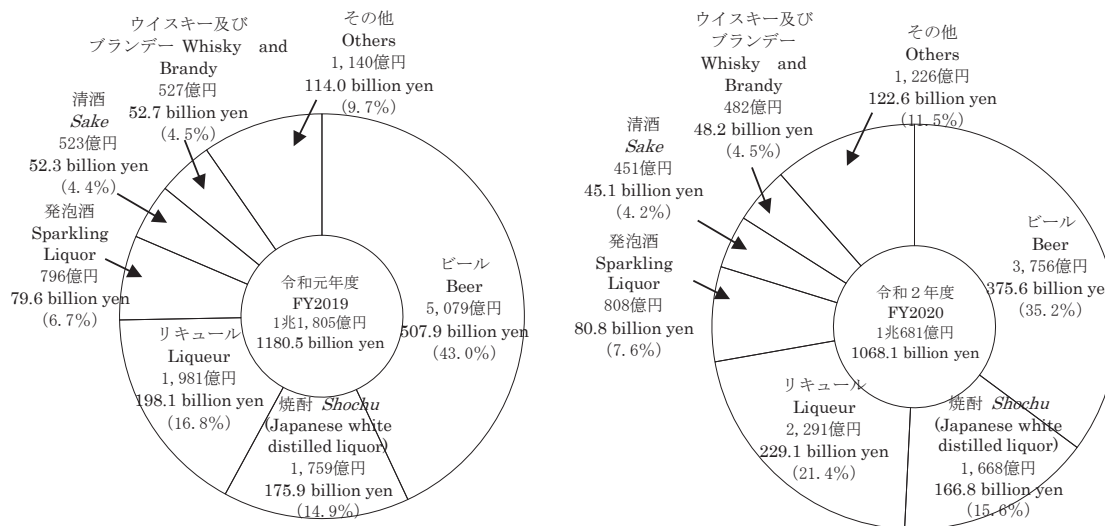 ウイスキー及び
ブランデー Whisky and
Brandy
527億円
52.7 billion yen
(4.5%)
その他
Others
1,140億円
114.0 billion yen
(9.7%)
清酒
Sake
523億円
52.3 billion yen
(4.4%)
発泡酒
Sparkling
Liquor
796億円
79.6 billion yen
(6.7%)
リキュール
Liqueur
1,981億円
198.1 billion yen
(16.8%)
令和元年度
FY2019
1兆1,805億円
1180.5 billion yen
ビール
Beer
5,079億円
507.9 billion yen
(43.0%)
焼酎 Shochu
(Japanese white
distilled liquor)
1,759億円
175.9 billion yen
(14.9%)
ウイスキー及び
ブランデー
Whisky and
Brandy
482億円
48.2 billion yen
(4.5%)
その他
Others
1,226億円
122.6 billion yen
(11.5%)
清酒
Sake
451億円
45.1 billion yen
(4.2%)
発泡酒
Sparkling
Liquor
808億円
80.8 billion yen
(7.6%)
令和2年度
FY2020
1兆681億円
1068.1 billion yen
ビール
Beer
3,756億円
375.6 billion yen
(35.2%)
リキュール
Liqueur
2,291億円
229.1 billion yen
(21.4%)
焼酎 Shochu
(Japanese white
distilled liquor)
1,668億円
166.8 billion yen
(15.6%)